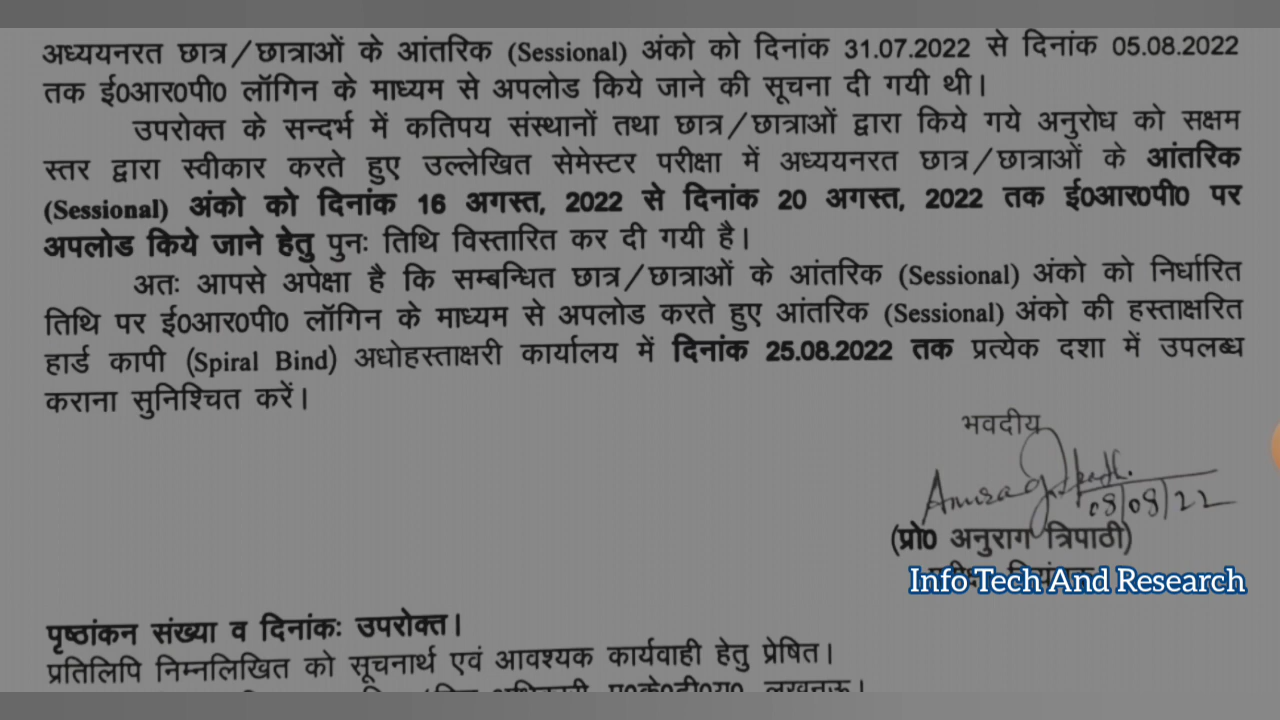 अध्ययनरत छात्र/छात्राओं के आंतरिक (Sessional) अंको को दिनांक 31.07.2022 से दिनांक 05.08.2022
तक ई0आर0पी0 लॉगिन के माध्यम से अपलोड किये जाने की सूचना दी गयी थी।
उपरोक्त के सन्दर्भ में कतिपय संस्थानों तथा छात्र/छात्राओं द्वारा किये गये अनुरोध को सक्षम
स्तर द्वारा स्वीकार करते हुए उल्लेखित सेमेस्टर परीक्षा में अध्ययनरत छात्र/छात्राओं के आंतरिक
(Sessional) अंको को दिनांक 16 अगस्त, 2022 से दिनांक 20 अगस्त, 2022 तक ई0आर0पी0 पर
अपलोड किये जाने हेतु पुनः तिथि विस्तारित कर दी गयी है।
अतः आपसे अपेक्षा है कि सम्बन्धित छात्र/छात्राओं के आंतरिक (Sessional) अंको को निर्धारित
तिथि पर ई0आर0पी0 लॉगिन के माध्यम से अपलोड करते हुए आंतरिक (Sessional) अंको की हस्ताक्षरित
हार्ड कापी (Spiral Bind) अधोहस्ताक्षरी कार्यालय में दिनांक 25.08.2022 तक प्रत्येक दशा में उपलब्ध
कराना सुनिश्चित करें।
भवदीय
Anurag
08/08/22
(प्रो0 अनुराग त्रिपाठी)
Info Tech And Research
पृष्ठांकन संख्या व दिनांकः उपरोक्त।
प्रतिलिपि निम्नलिखित को सूचनार्थ एवं आवश्यक कार्यवाही हेतु प्रेषित।
लखनऊ।